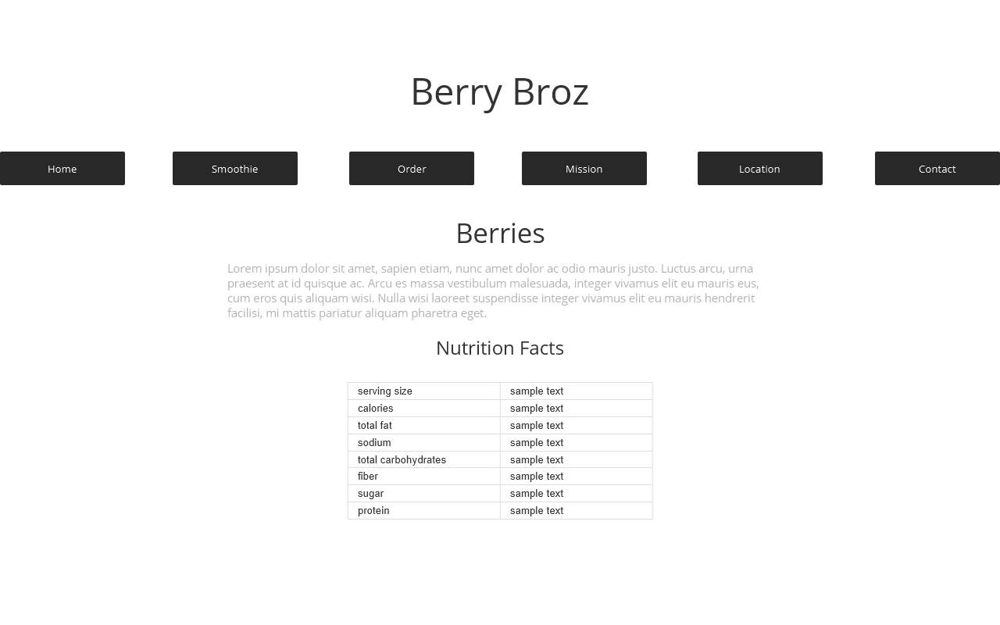 Berry Broz
Home Smoothie Order Mission Location Contact
Berries
Lorem ipsum dolor sit amet, sapien etiam, nunc amet dolor ac odio mauris justo. Luctus arcu, urna
praesent at id quisque ac. Arcu es massa vestibulum malesuada, integer vivamus elit eu mauris eus,
cum eros quis aliquam wisi. Nulla wisi laoreet suspendisse integer vivamus elit eu mauris hendrerit
facilisi, mi mattis pariatur aliquam pharetra eget.
Nutrition Facts
serving size sample text
calories sample text
total fat sample text
sodium sample text
total carbohydrates sample text
fiber sample text
sugar sample text
protein sample text